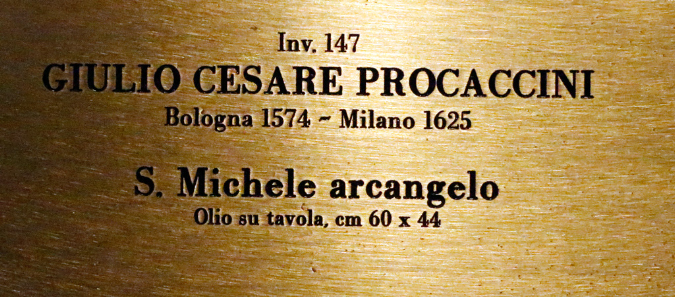 Inv. 147
GIULIO CESARE PROCACCINI
Bologna 1574 ~ Milano 1625
S. Michele arcangelo
Olio su tavola, cm 60 x 44